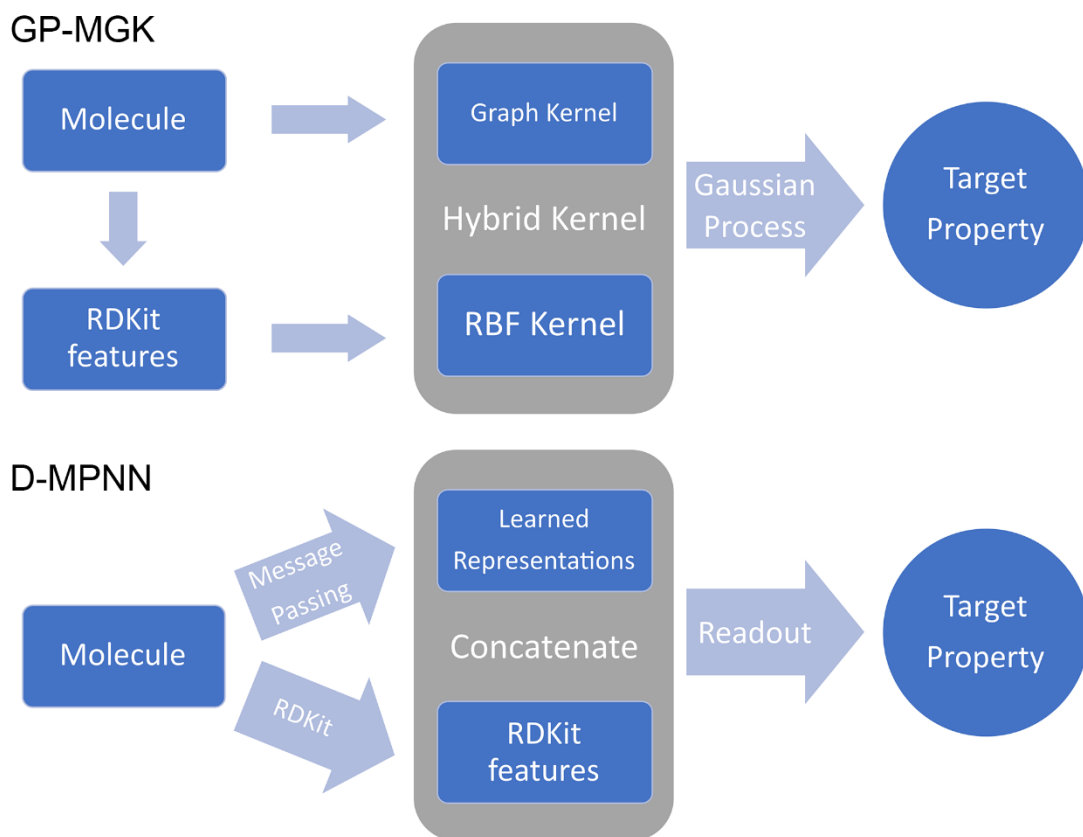 GP-MGK
Molecule
Graph Kernel
Hybrid Kernel
Gaussian
Process
Target
Property
RDKit
features
RBF Kernel
D-MPNN
Message
Passing
Learned
Representations
Molecule
Concatenate
Readout
Target
Property
RDKit
RDKit
features